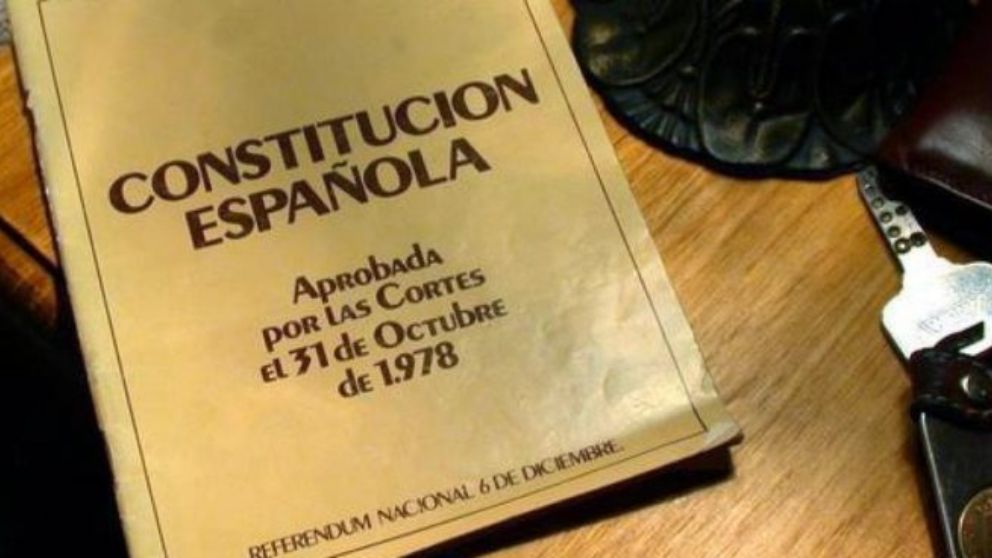 CONSTITUCION
ESPAÑOLA
Aprobada
por las Cortes
el 31 de Octubre
de 1.978
REFERENDUM NACIONAL 6 DE DICIEMBRE.